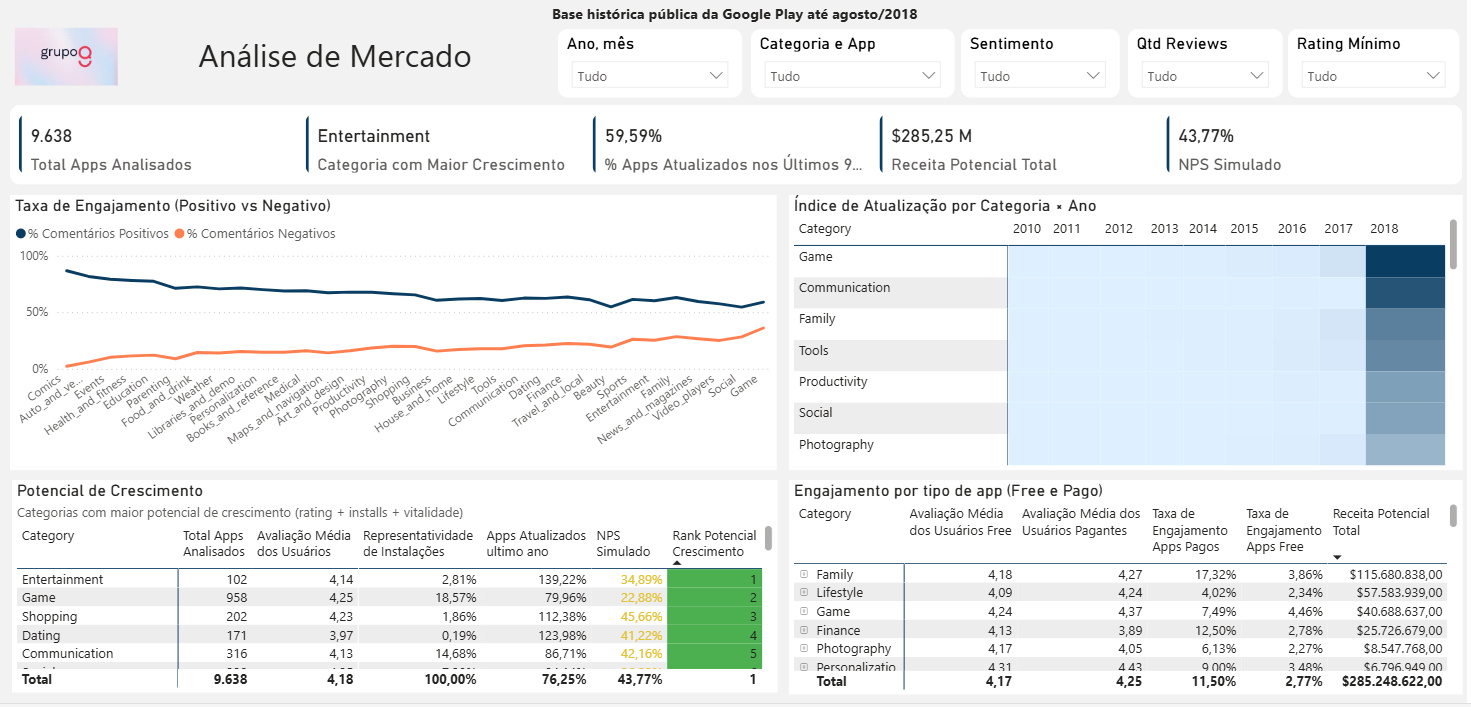 Base histórica pública da Google Play até agosto/2018
grupo
Análise de Mercado
Ano, mês
Tudo
Categoria e App
Tudo
Sentimento
Tudo
Qtd Reviews
Tudo
Rating Mínimo
Tudo
9.638
Total Apps Analisados
Entertainment
Categoria com Maior Crescimento
59,59%
% Apps Atualizados nos Últimos 9...
$285,25 M
Receita Potencial Total
43,77%
NPS Simulado
Taxa de Engajamento (Positivo vs Negativo)
% Comentários Positivos % Comentários Negativos
100%
50%
0%
Comics
Auto_and_ve...
Events
Health_and_fitness
Education
Parenting
Food_and_drink
Weather
Libraries_and_demo
Personalization
Books_and_reference
Medical
Maps_and_navigation
Art_and_design
Productivity
Photography
Shopping
Business
House_and_home
Lifestyle
Tools
Communication
Dating
Finance
Travel_and_local
Beauty
Sports
Entertainment
Family
News_and_magazines
Video_players
Social
Game
Índice de Atualização por Categoria × Ano
Category 2010 2011 2012 2013 2014 2015 2016 2017 2018
Game
Communication
Family
Tools
Productivity
Social
Photography
Potencial de Crescimento
Categorias com maior potencial de crescimento (rating + installs + vitalidade)
Category Total Apps Avaliação Média Representatividade Apps Atualizados NPS Rank Potencial
Analisados dos Usuários de Instalações ultimo ano Simulado Crescimento
Entertainment 102 4,14 2,81% 139,22% 34,89% 1
Game 958 4,25 18,57% 79,96% 22,88% 2
Shopping 202 4,23 1,86% 112,38% 45,66% 3
Dating 171 3,97 0,19% 123,98% 41,22% 4
Communication 316 4,13 14,68% 86,71% 42,16% 5
Total 9.638 4,18 100,00% 76,25% 43,77% 1
Engajamento por tipo de app (Free e Pago)
Category Avaliação Média Avaliação Média dos Taxa de Taxa de Receita Potencial
dos Usuários Free Usuários Pagantes Engajamento Engajamento Total
Apps Pagos Apps Free
Family 4,18 4,27 17,32% 3,86% $115.680.838,00
Lifestyle 4,09 4,24 4,02% 2,34% $57.583.939,00
Game 4,24 4,37 7,49% 4,46% $40.688.637,00
Finance 4,13 3,89 12,50% 2,78% $25.726.679,00
Photography 4,17 4,05 6,13% 2,27% $8.547.768,00
Personalizatio 4,31 4,43 9,00% 3,48% $6.796.949,00
Total 4,17 4,25 11,50% 2,77% $285.248.622,00